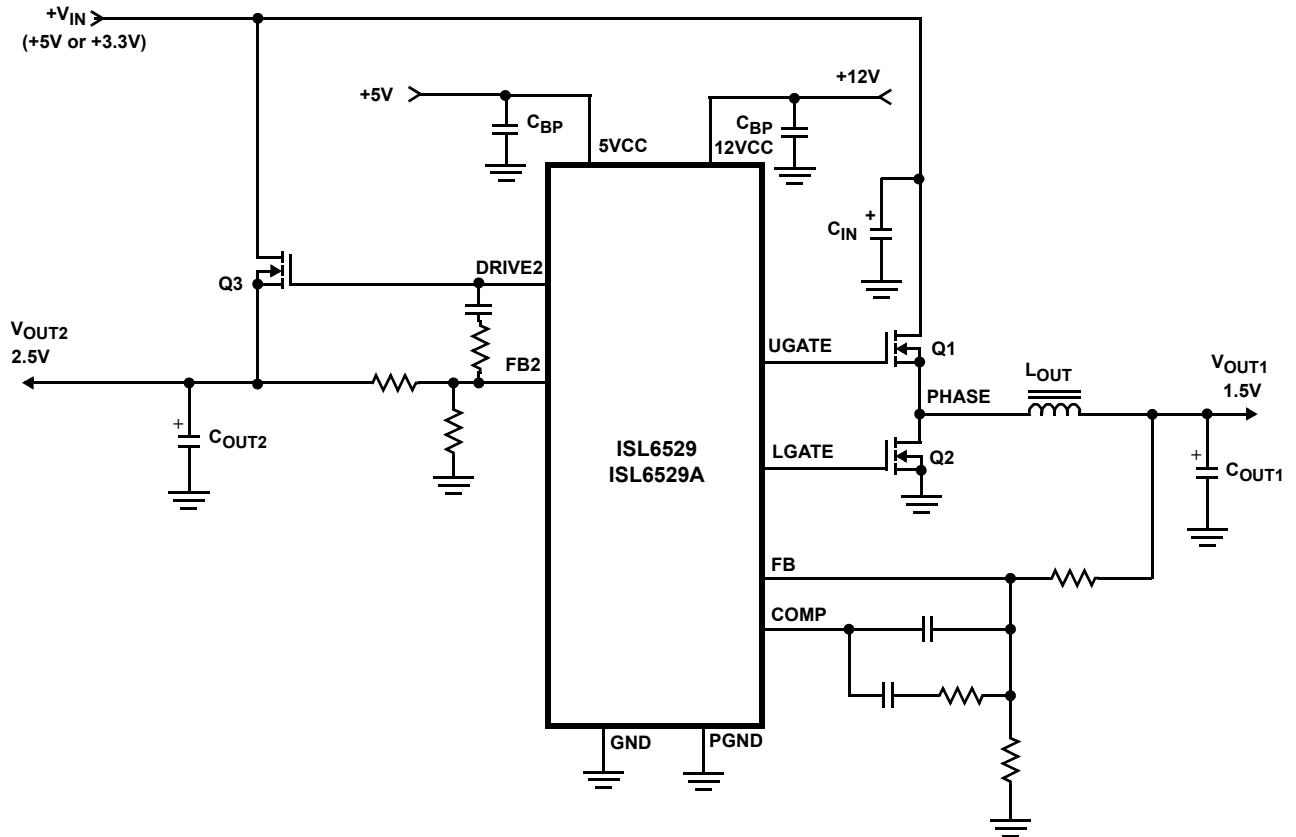 +VIN
(+5V or +3.3V)
+5V
+12V
CBP
CBP
5VCC
12VCC
CIN
+
Q3
DRIVE2
VOUT2
2.5V
FB2
UGATE
Q1
LOUT
VOUT1
1.5V
PHASE
+
COUT2
ISL6529
ISL6529A
LGATE
Q2
+
COUT1
FB
COMP
GND
PGND